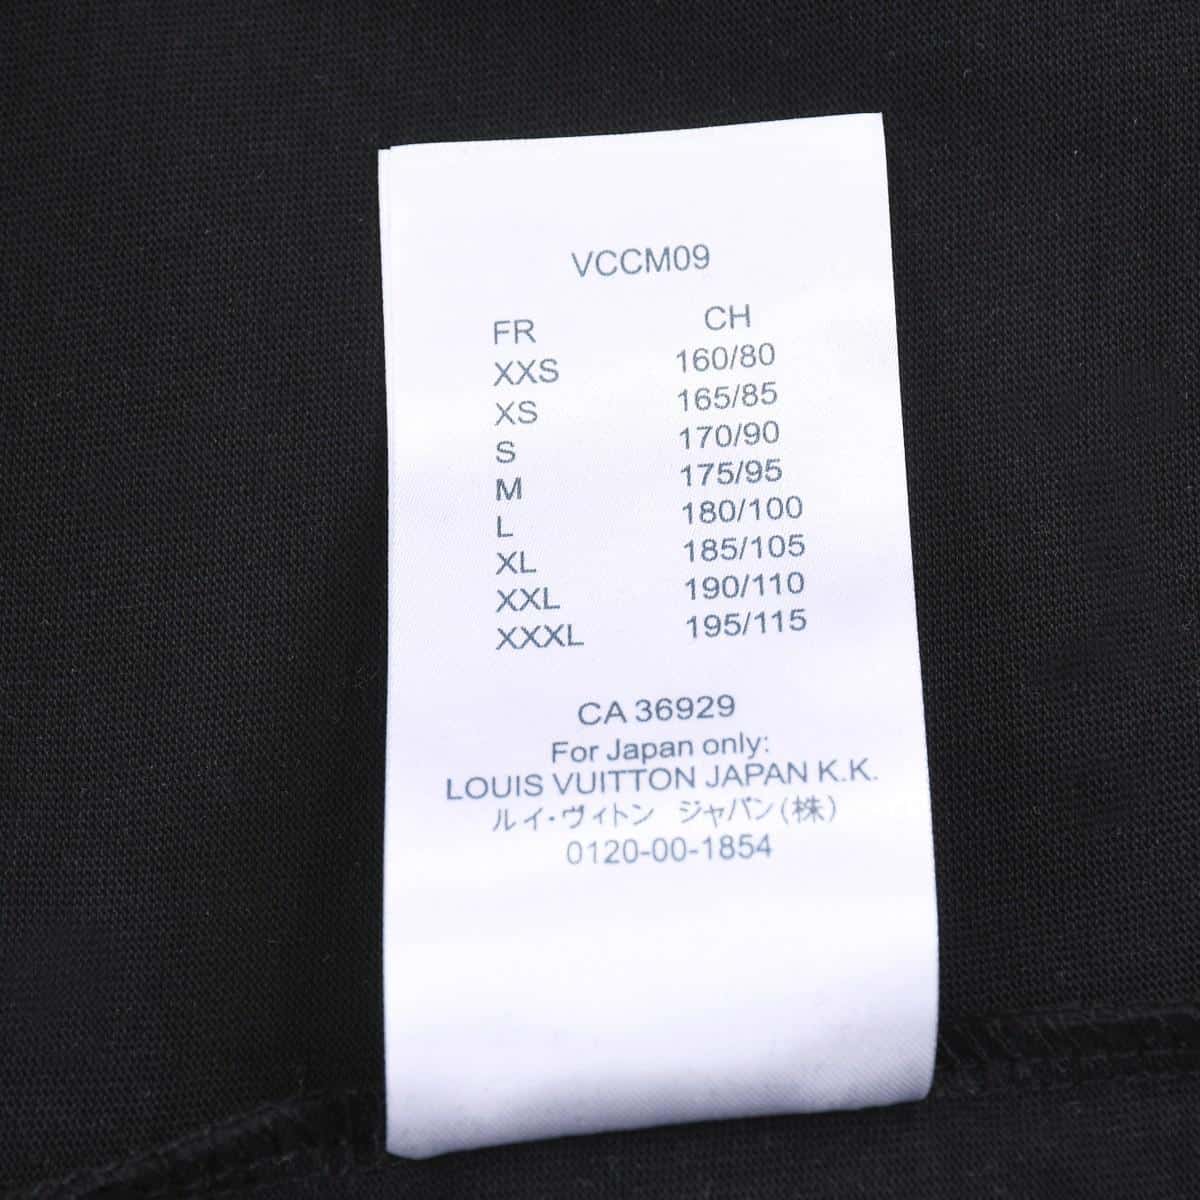 VCCM09
FR CH
XXS 160/80
XS 165/85
S 170/90
M 175/95
L 180/100
XL 185/105
XXL 190/110
XXXL 195/115
CA 36929
For Japan only:
LOUIS VUITTON JAPAN K.K.
ルイ・ヴィトン ジャパン(株)
0120-00-1854